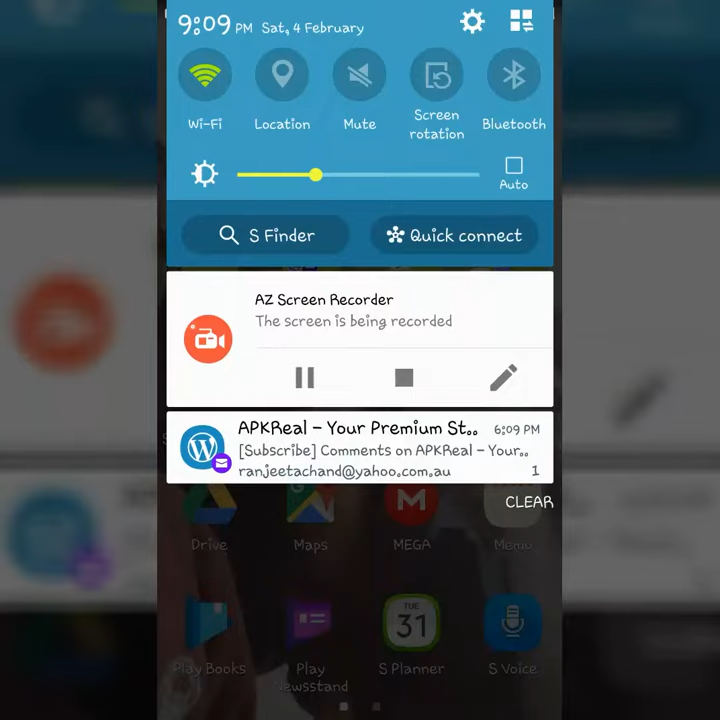 9:09 PM Sat, 4 February
Wi-Fi
Location
Mute
Screen
rotation
Bluetooth
Auto
S Finder
Quick connect
AZ Screen Recorder
The screen is being recorded
APKReal – Your Premium St.. 6:09 PM
[Subscribe] Comments on APKReal – Your..
ranjeetachand@yahoo.com.au 1
CLEAR
Drive
Maps
MEGA
Memo
TUE
31
Play Books
Play
Newsstand
S Planner
S Voice